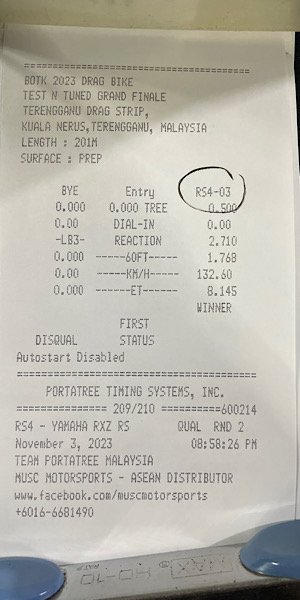 BOTK 2023 DRAG BIKE
TEST N TUNED GRAND FINALE
TERENGGANU DRAG STRIP,
KUALA NERUS,TERENGGANU, MALAYSIA
LENGTH : 201M
SURFACE : PREP
BYE Entry RS4-03
0.000 0.000 TREE 0.500
0.00 DIAL-IN 0.00
-LB3- REACTION 2.710
0.000 ------60FT----- 1.768
0.00 -----KM/H----- 132.60
0.000 ------ET------ 8.145
WINNER
FIRST
DISQUAL STATUS
Autostart Disabled
PORTATREE TIMING SYSTEMS, INC.
=============== 209/210 ==========600214
RS4 - YAMAHA RXZ RS QUAL RND 2
November 3, 2023 08:58:26 PM
TEAM PORTATREE MALAYSIA
MUSC MOTORSPORTS - ASEAN DISTRIBUTOR
www.facebook.com/muscmotorsports
+6016-6681490